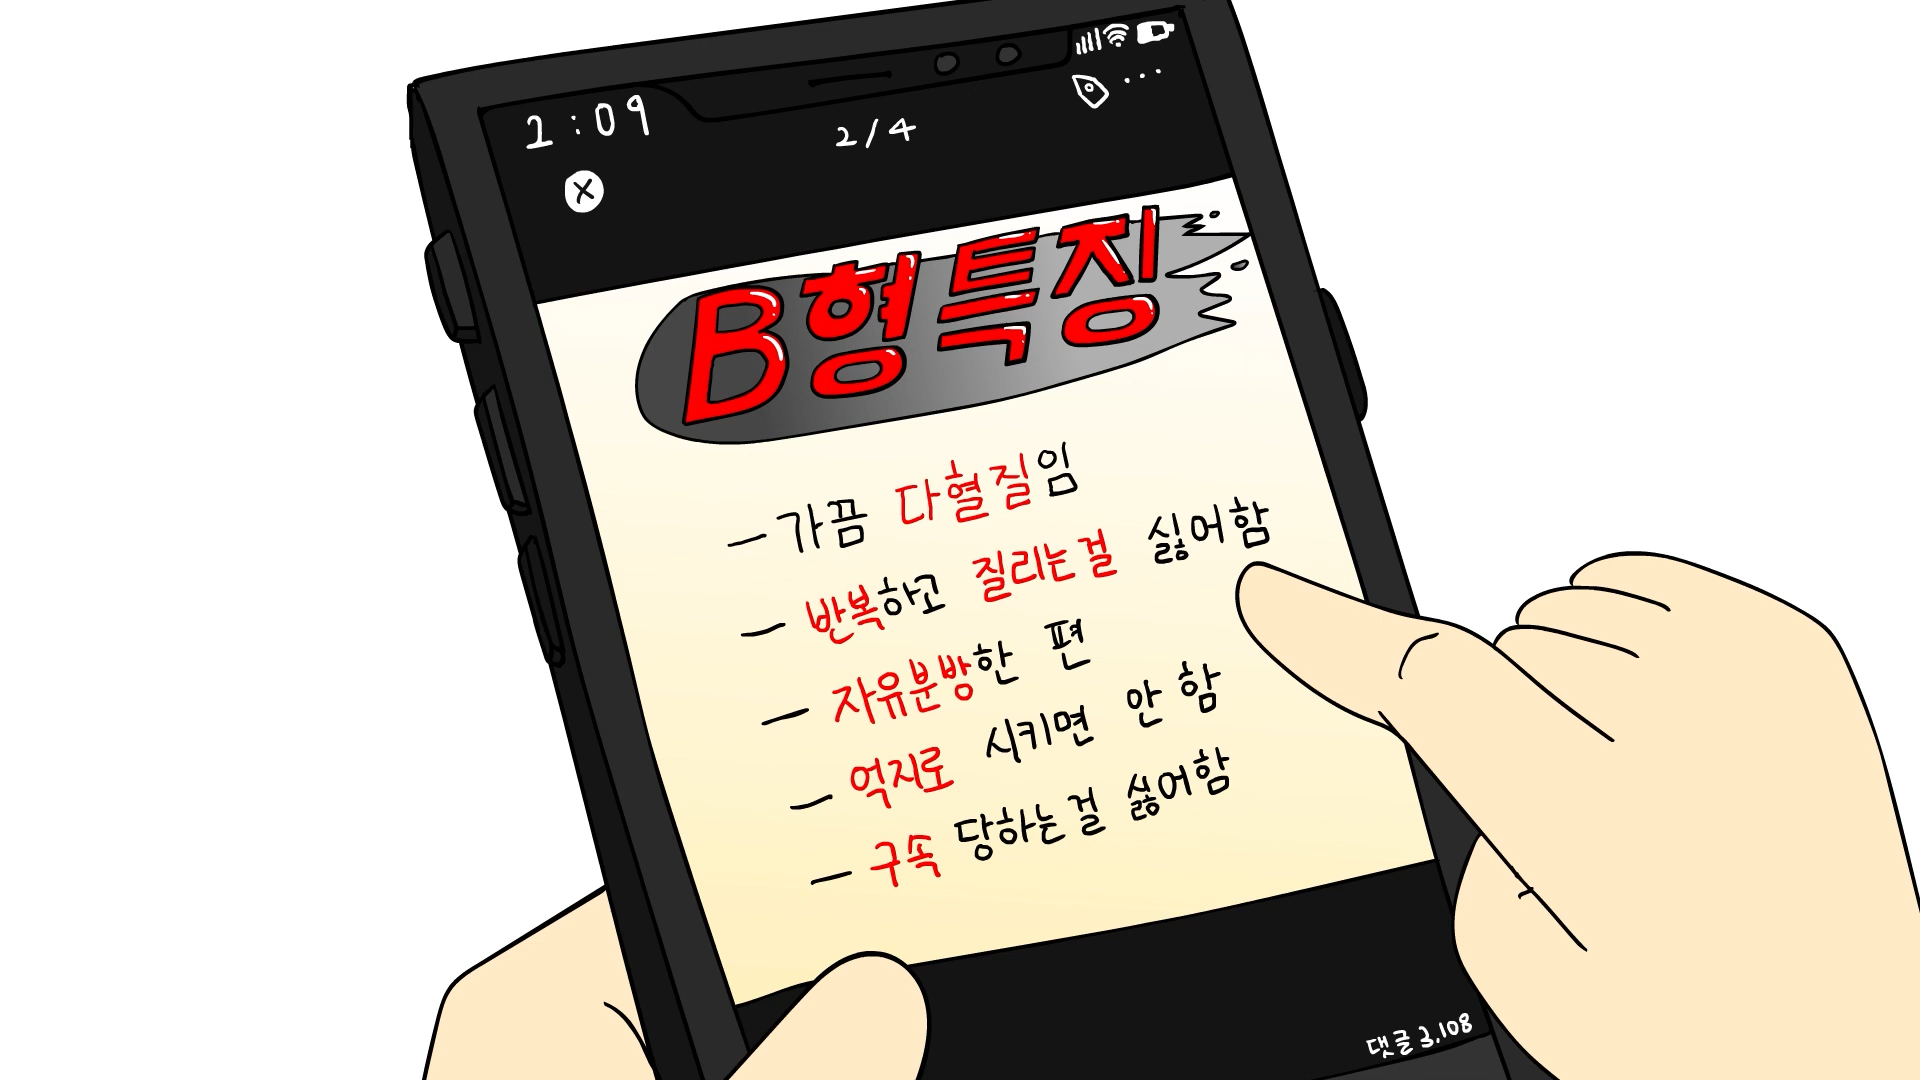 2:09
2/4
B형특징
- 가끔 다혈질임
- 반복하고 질리는걸 싫어함
- 자유분방한 편
- 억지로 시키면 안 함
- 구속 당하는걸 싫어함
댓글 3,108